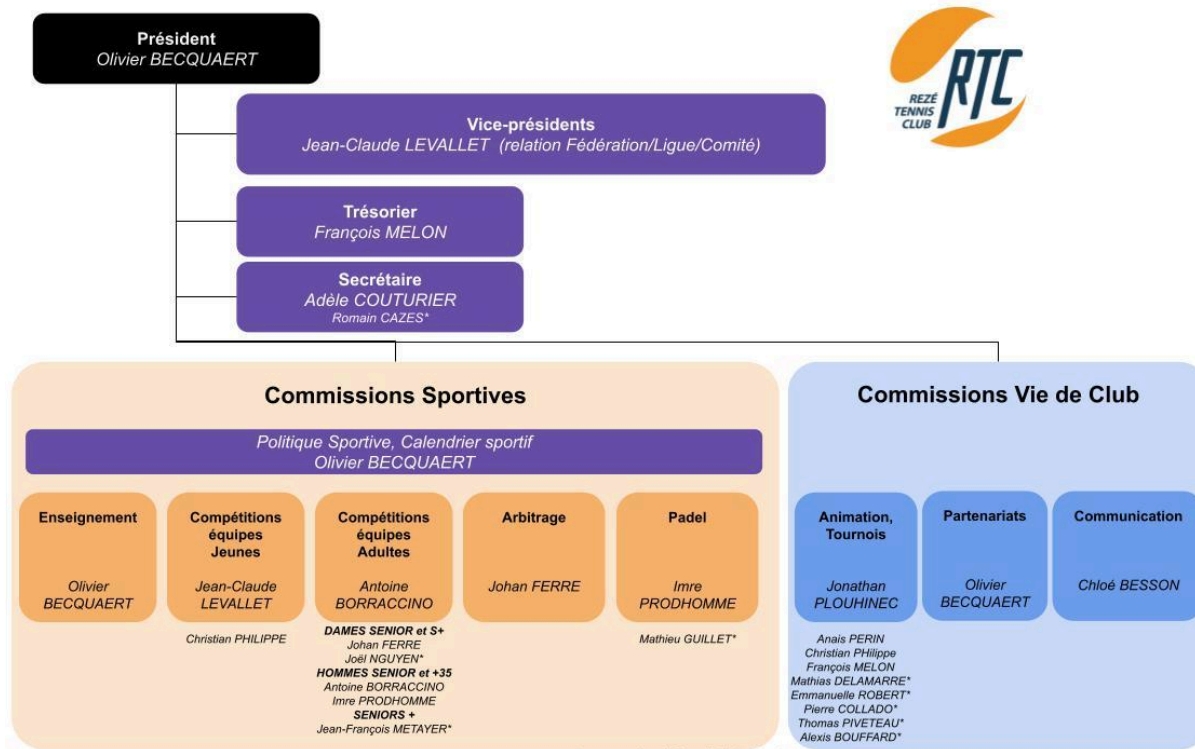 Président
Olivier BECQUAERT
REZÉ
TENNIS
CLUB
RTC
Vice-présidents
Jean-Claude LEVALLET (relation Fédération/Ligue/Comité)
Trésorier
François MELON
Secrétaire
Adèle COUTURIER
Romain CAZES*
Commissions Sportives
Politique Sportive, Calendrier sportif
Olivier BECQUAERT
Enseignement
Olivier
BECQUAERT
Compétitions
équipes
Jeunes
Jean-Claude
LEVALLET
Christian PHILIPPE
Compétitions
équipes
Adultes
Antoine
BORRACCINO
DAMES SENIOR et S+
Johan FERRE
Joël NGUYEN*
HOMMES SENIOR et +35
Antoine BORRACCINO
Imre PRODHOMME
SENIORS +
Jean-François METAYER*
Arbitrage
Johan FERRE
Padel
Imre
PRODHOMME
Mathieu GUILLET*
Commissions Vie de Club
Animation,
Tournois
Jonathan
PLOUHINEC
Anais PERIN
Christian PHilippe
François MELON
Mathias DELAMARRE*
Emmanuelle ROBERT*
Pierre COLLADO*
Thomas PIVETEAU*
Alexis BOUFFARD*
Partenariats
Olivier
BECQUAERT
Communication
Chloé BESSON